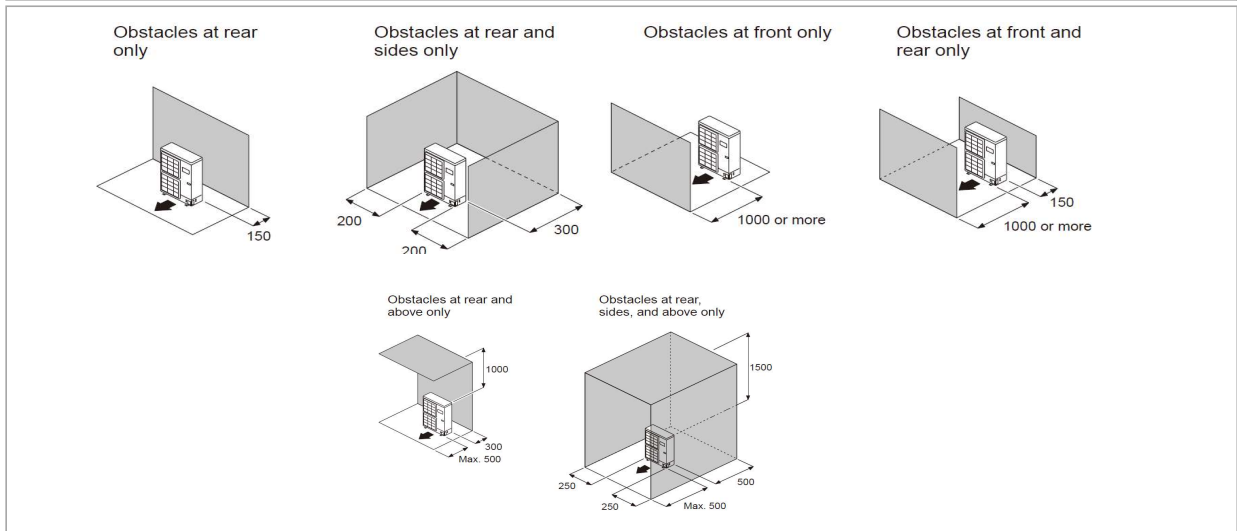 Obstacles at rear
only
Obstacles at rear and
sides only
Obstacles at front only
Obstacles at front and
rear only
150
200
200
300
1000 or more
150
1000 or more
Obstacles at rear and
above only
1000
300
Max. 500
Obstacles at rear,
sides, and above only
1500
250
250
Max. 500
500